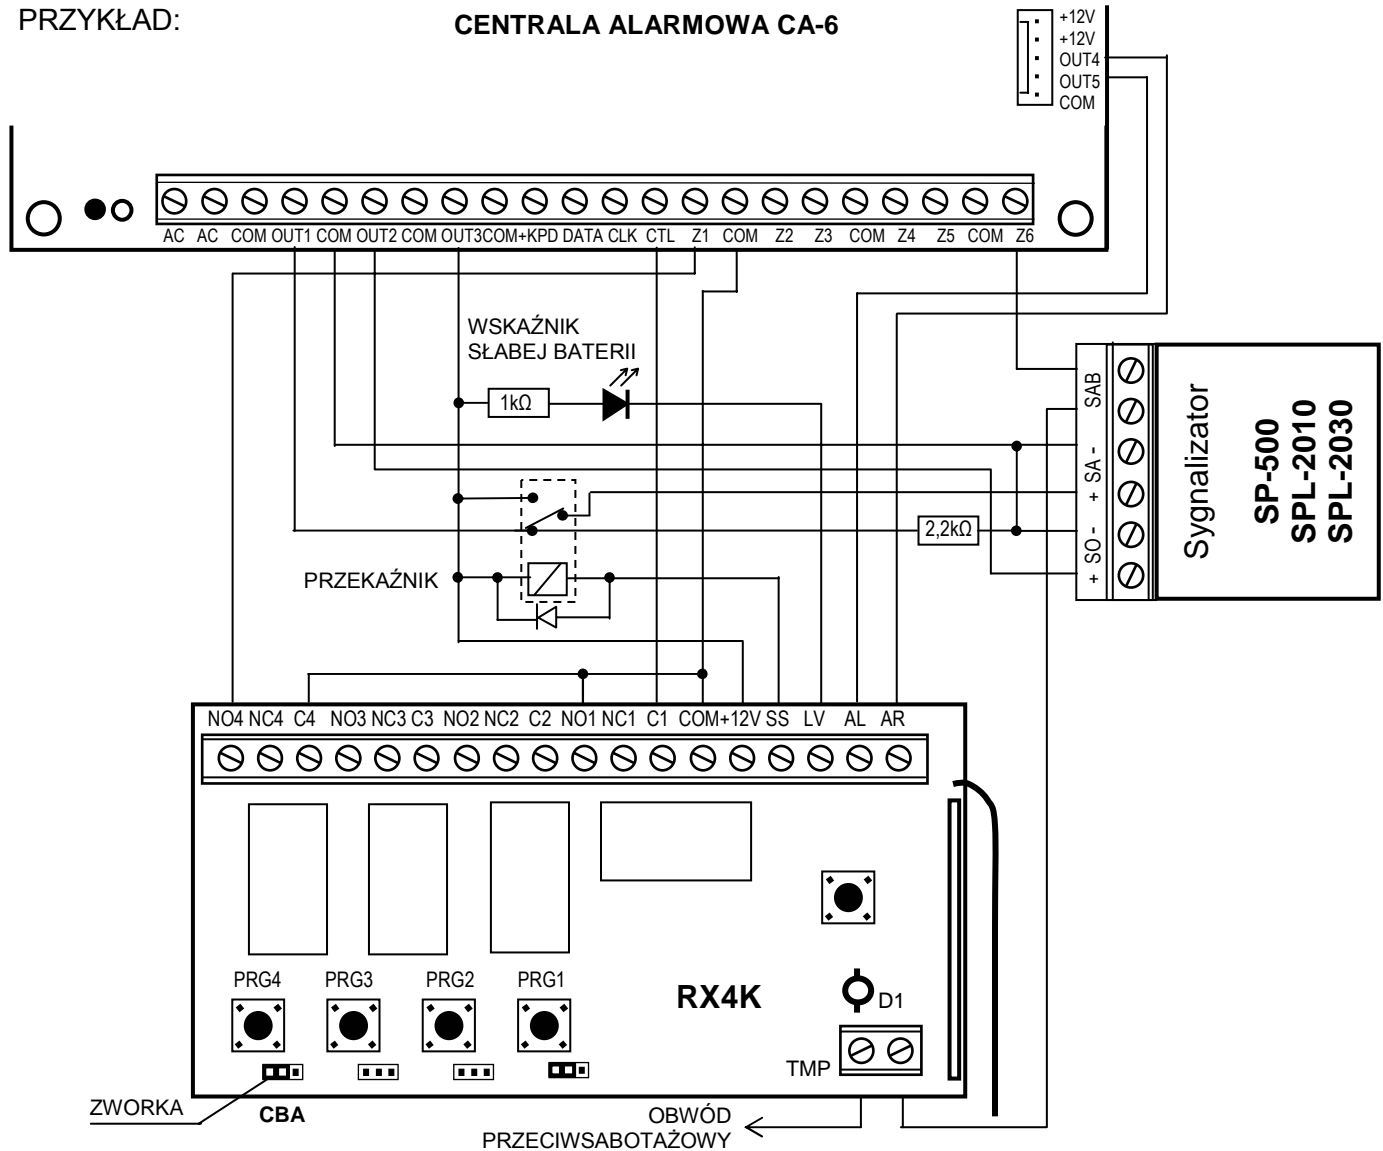 PRZYKŁAD:
CENTRALA ALARMOWA CA-6
+12V
+12V
OUT4
OUT5
COM
AC AC COM OUT1 COM OUT2 COM OUT3 COM +KPD DATA CLK CTL Z1 COM Z2 Z3 COM Z4 Z5 COM Z6
WSKAŹNIK
SŁABEJ BATERII
1kΩ
2,2kΩ
PRZEKAŹNIK
SAB
+ SA -
+ SO -
Sygnalizator
SP-500
SPL-2010
SPL-2030
NO4 NC4 C4 NO3 NC3 C3 NO2 NC2 C2 NO1 NC1 C1 COM +12V SS LV AL AR
PRG4 PRG3 PRG2 PRG1
RX4K
D1
TMP
ZWORKA
CBA
OBWÓD
PRZECIWSABOTAŻOWY